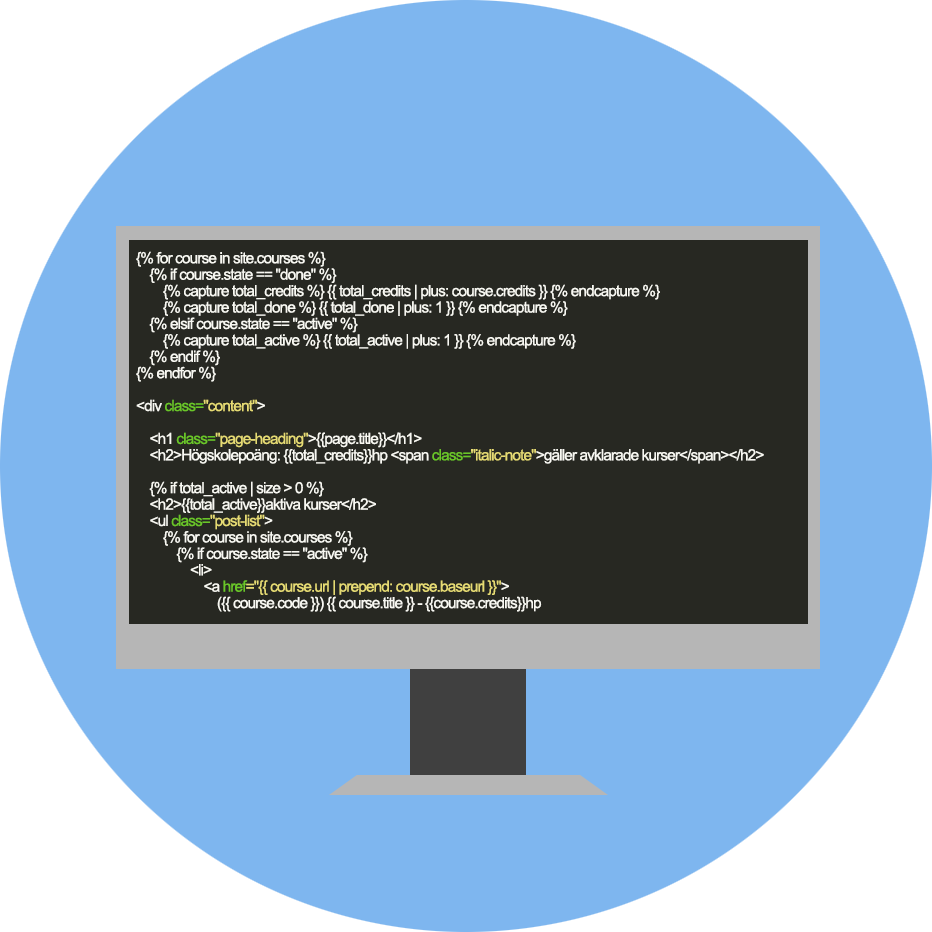 {% for course in site.courses %}
{% if course.state == "done" %}
{% capture total_credits %} {{ total_credits | plus: course.credits }} {% endcapture %}
{% capture total_done %} {{ total_done | plus: 1 }} {% endcapture %}
{% elsif course.state == "active" %}
{% capture total_active %} {{ total_active | plus: 1 }} {% endcapture %}
{% endif %}
{% endfor %}
<div class="content">
<h1 class="page-heading">{{page.title}}</h1>
<h2>Högskolepoäng: {{total_credits}}hp <span class="italic-note">gäller avklarade kurser</span></h2>
{% if total_active | size > 0 %}
<h2>{{total_active}}aktiva kurser</h2>
<ul class="post-list">
{% for course in site.courses %}
{% if course.state == "active" %}
<li>
<a href="{{ course.url | prepend: course.baseurl }}">
({{ course.code }}) {{ course.title }} - {{course.credits}}hp